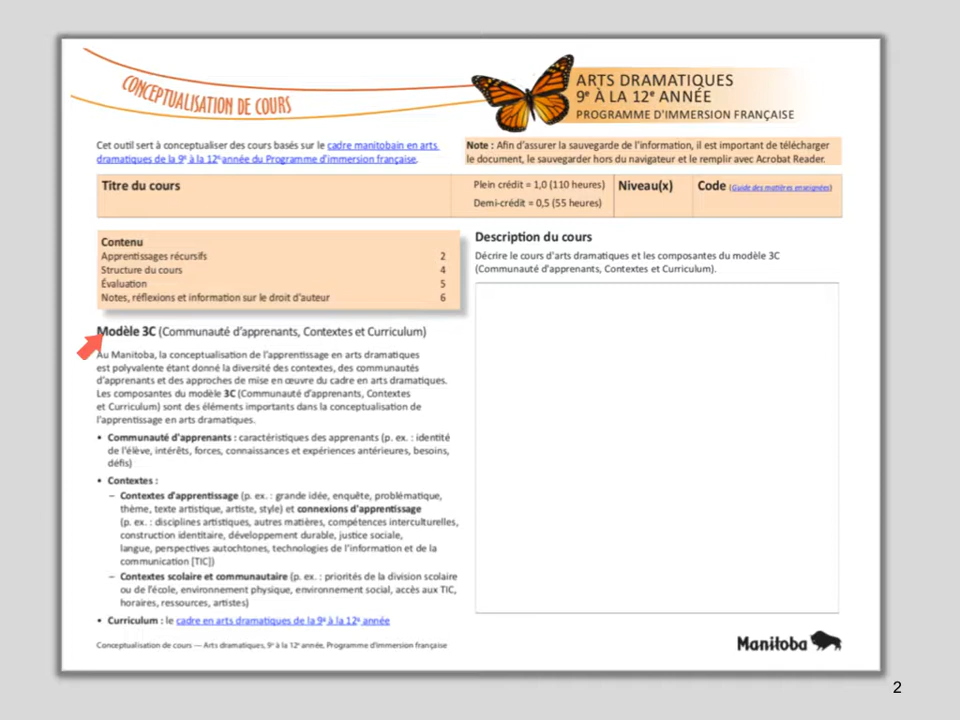 CONCEPTUALISATION DE COURS
ARTS DRAMATIQUES
9e À LA 12e ANNÉE
PROGRAMME D'IMMERSION FRANÇAISE
Cet outil sert à conceptualiser des cours basés sur le cadre manitobain en arts
dramatiques de la 9e à la 12e année du Programme d'immersion française.
Note : Afin d'assurer la sauvegarde de l'information, il est important de télécharger
le document, le sauvegarder hors du navigateur et le remplir avec Acrobat Reader.
Titre du cours
Plein crédit = 1,0 (110 heures)
Demi-crédit = 0,5 (55 heures)
Niveau(x)
Code (Guide des matières enseignées)
Contenu
Apprentissages récursifs 2
Structure du cours 4
Évaluation 5
Notes, réflexions et information sur le droit d'auteur 6
Modèle 3C (Communauté d'apprenants, Contextes et Curriculum)
Au Manitoba, la conceptualisation de l'apprentissage en arts dramatiques
est polyvalente étant donné la diversité des contextes, des communautés
d'apprenants et des approches de mise en œuvre du cadre en arts dramatiques.
Les composantes du modèle 3C (Communauté d'apprenants, Contextes
et Curriculum) sont des éléments importants dans la conceptualisation de
l'apprentissage en arts dramatiques.
• Communauté d'apprenants : caractéristiques des apprenants (p. ex. : identité
de l'élève, intérêts, forces, connaissances et expériences antérieures, besoins,
défis)
• Contextes :
– Contextes d'apprentissage (p. ex. : grande idée, enquête, problématique,
thème, texte artistique, artiste, style) et connexions d'apprentissage
(p. ex. : disciplines artistiques, autres matières, compétences interculturelles,
construction identitaire, développement durable, justice sociale,
langue, perspectives autochtones, technologies de l'information et de la
communication [TIC])
– Contextes scolaire et communautaire (p. ex. : priorités de la division scolaire
ou de l'école, environnement physique, environnement social, accès aux TIC,
horaires, ressources, artistes)
• Curriculum : le cadre en arts dramatiques de la 9e à la 12e année
Description du cours
Décrire le cours d'arts dramatiques et les composantes du modèle 3C
(Communauté d'apprenants, Contextes et Curriculum).
Conceptualisation de cours — Arts dramatiques, 9e à la 12e année, Programme d'immersion française
Manitoba
2